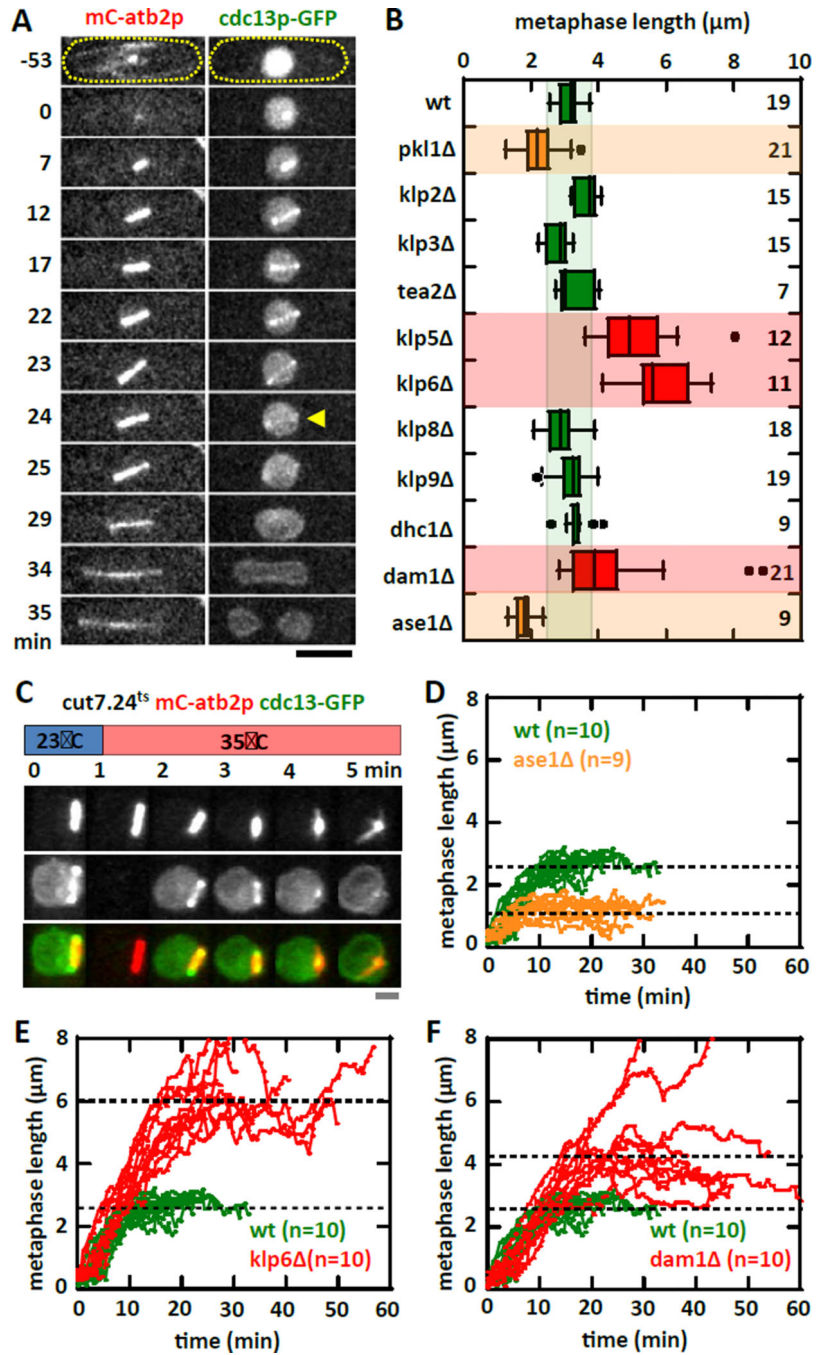 A
mC-atb2p cdc13p-GFP
-53
0
7
12
17
22
23
24
25
29
34
35
min
B
metaphase length (μm)
0 2 4 6 8 10
wt 19
pkl1Δ 21
klp2Δ 15
klp3Δ 15
tea2Δ 7
klp5Δ 12
klp6Δ 11
klp8Δ 18
klp9Δ 19
dhc1Δ 9
dam1Δ 21
ase1Δ 9
C
cut7.24ts mC-atb2p cdc13-GFP
23☒C 35☒C
0 1 2 3 4 5 min
D
metaphase length (μm)
8
6
4
2
0
wt (n=10)
ase1Δ (n=9)
0 10 20 30 40 50 60
time (min)
E
metaphase length (μm)
8
6
4
2
0
wt (n=10)
klp6Δ(n=10)
0 10 20 30 40 50 60
time (min)
F
metaphase length (μm)
8
6
4
2
0
wt (n=10)
dam1Δ (n=10)
0 10 20 30 40 50 60
time (min)